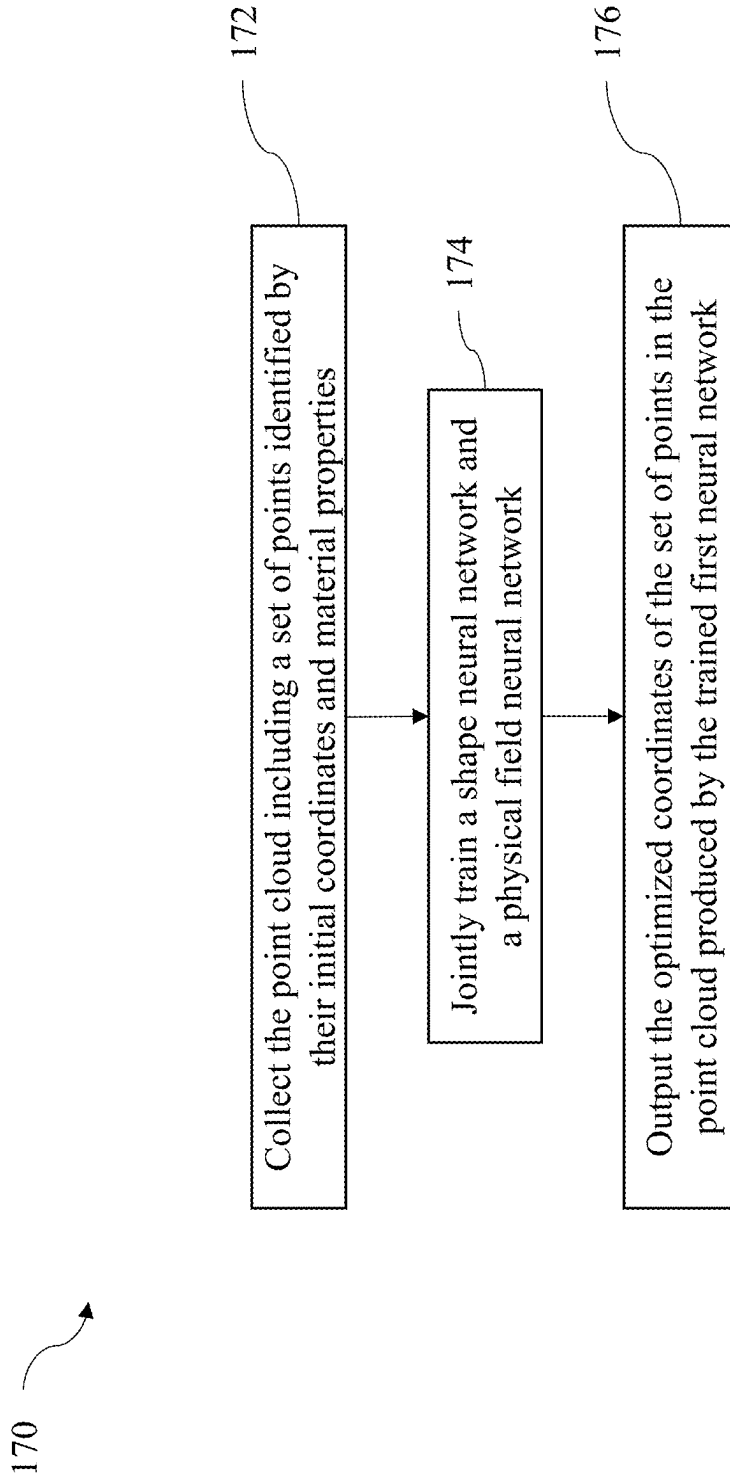 170
172
Collect the point cloud including a set of points identified by
their initial coordinates and material properties
174
Jointly train a shape neural network and
a physical field neural network
176
Output the optimized coordinates of the set of points in the
point cloud produced by the trained first neural network